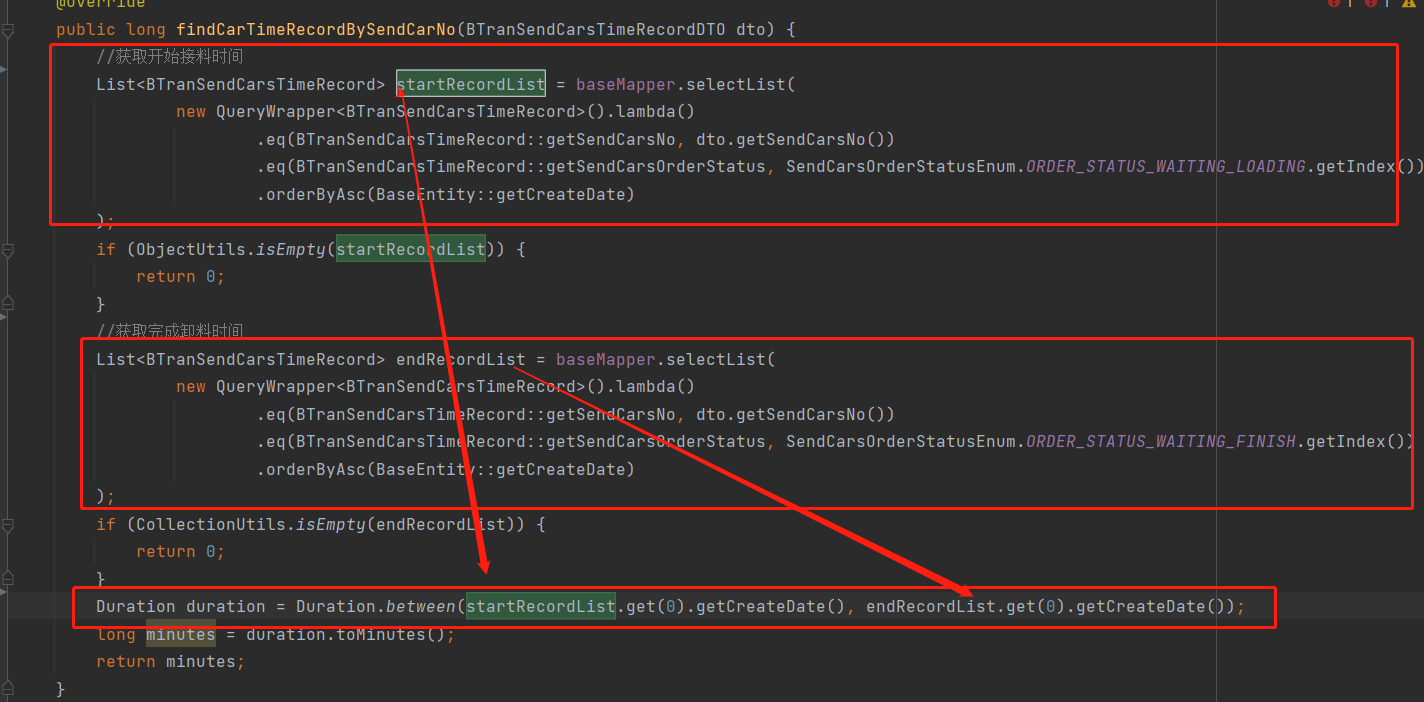 @Override
public long findCarTimeRecordBySendCarNo(BTranSendCarsTimeRecordDTO dto) {
//获取开始接料时间
List<BTranSendCarsTimeRecord> startRecordList = baseMapper.selectList(
new QueryWrapper<BTranSendCarsTimeRecord>().lambda()
.eq(BTranSendCarsTimeRecord::getSendCarsNo, dto.getSendCarsNo())
.eq(BTranSendCarsTimeRecord::getSendCarsOrderStatus, SendCarsOrderStatusEnum.ORDER_STATUS_WAITING_LOADING.getIndex())
.orderByAsc(BaseEntity::getCreateDate)
);
if (ObjectUtils.isEmpty(startRecordList)) {
return 0;
}
//获取完成卸料时间
List<BTranSendCarsTimeRecord> endRecordList = baseMapper.selectList(
new QueryWrapper<BTranSendCarsTimeRecord>().lambda()
.eq(BTranSendCarsTimeRecord::getSendCarsNo, dto.getSendCarsNo())
.eq(BTranSendCarsTimeRecord::getSendCarsOrderStatus, SendCarsOrderStatusEnum.ORDER_STATUS_WAITING_FINISH.getIndex())
.orderByAsc(BaseEntity::getCreateDate)
);
if (CollectionUtils.isEmpty(endRecordList)) {
return 0;
}
Duration duration = Duration.between(startRecordList.get(0).getCreateDate(), endRecordList.get(0).getCreateDate());
long minutes = duration.toMinutes();
return minutes;
}